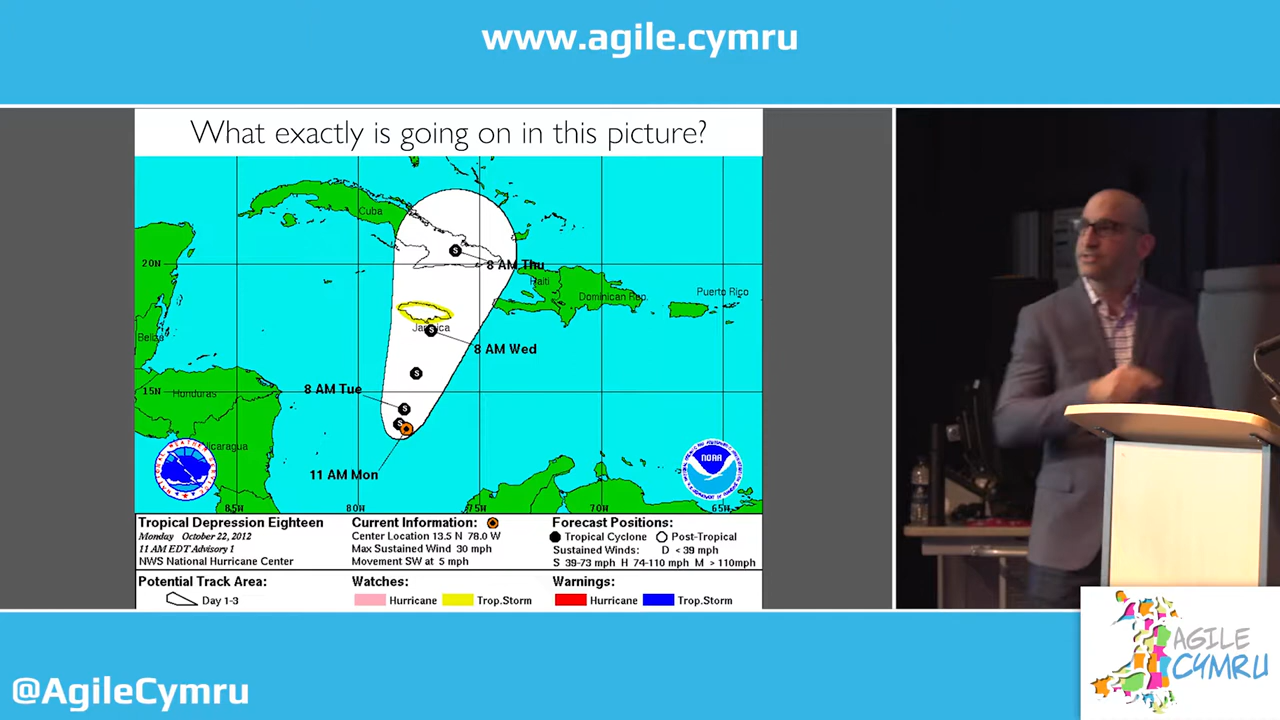 www.agile.cymru
What exactly is going on in this picture?
Cuba
8 AM Thu
20N
Haiti
Dominican Rep.
Puerto Rico
Jamaica
Belize
8 AM Wed
8 AM Tue
15N
Honduras
Nicaragua
11 AM Mon
NOAA
85W
80W
75W
70W
65W
S
S
S
S
S
Tropical Depression Eighteen
Monday October 22, 2012
11 AM EDT Advisory 1
NWS National Hurricane Center
Current Information:
Center Location 13.5 N 78.0 W
Max Sustained Wind 30 mph
Movement SW at 5 mph
Forecast Positions:
Tropical Cyclone Post-Tropical
Sustained Winds: D < 39 mph
S 39-73 mph H 74-110 mph M > 110mph
Potential Track Area:
Day 1-3
Watches:
Hurricane Trop.Storm
Warnings:
Hurricane Trop.Storm
AGILE
CYMRU
@AgileCymru